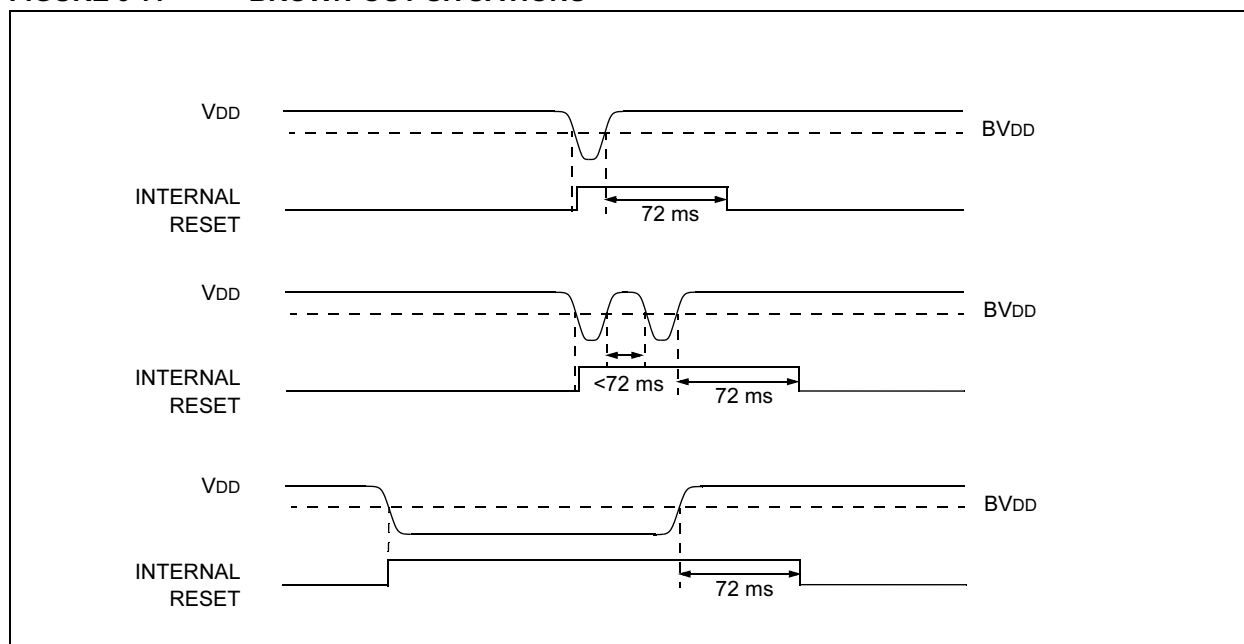 VDD
BVDD
INTERNAL
RESET
72 ms
VDD
BVDD
INTERNAL
RESET
<72 ms
72 ms
VDD
BVDD
INTERNAL
RESET
72 ms